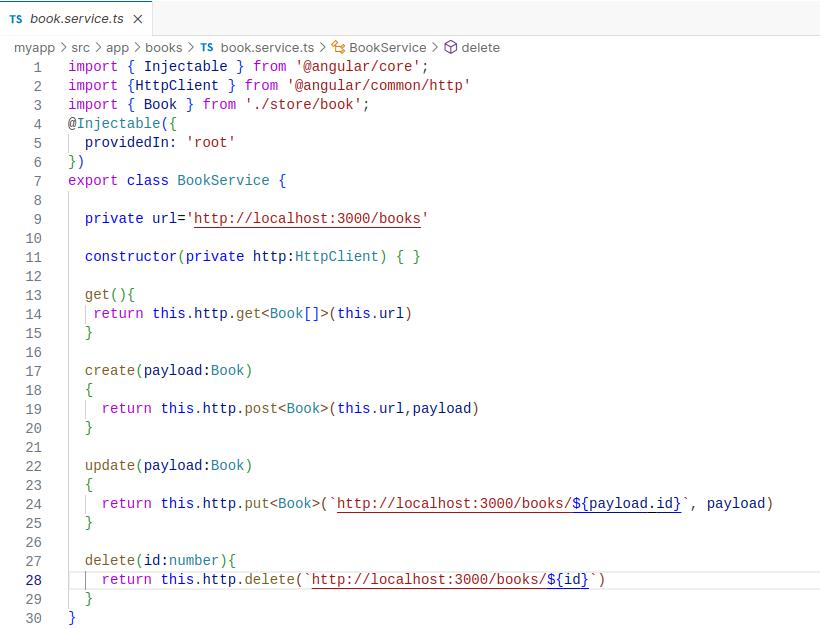 TS book.service.ts ×
myapp > src > app > books > TS book.service.ts > BookService > delete
1 import { Injectable } from '@angular/core';
2 import {HttpClient } from '@angular/common/http'
3 import { Book } from './store/book';
4 @Injectable({
5   providedIn: 'root'
6 })
7 export class BookService {
8
9   private url='http://localhost:3000/books'
10
11   constructor(private http:HttpClient) { }
12
13   get(){
14    return this.http.get<Book[]>(this.url)
15   }
16
17   create(payload:Book)
18   {
19     return this.http.post<Book>(this.url,payload)
20   }
21
22   update(payload:Book)
23   {
24     return this.http.put<Book>(`http://localhost:3000/books/${payload.id}`, payload)
25   }
26
27   delete(id:number){
28     return this.http.delete(`http://localhost:3000/books/${id}`)
29   }
30 }